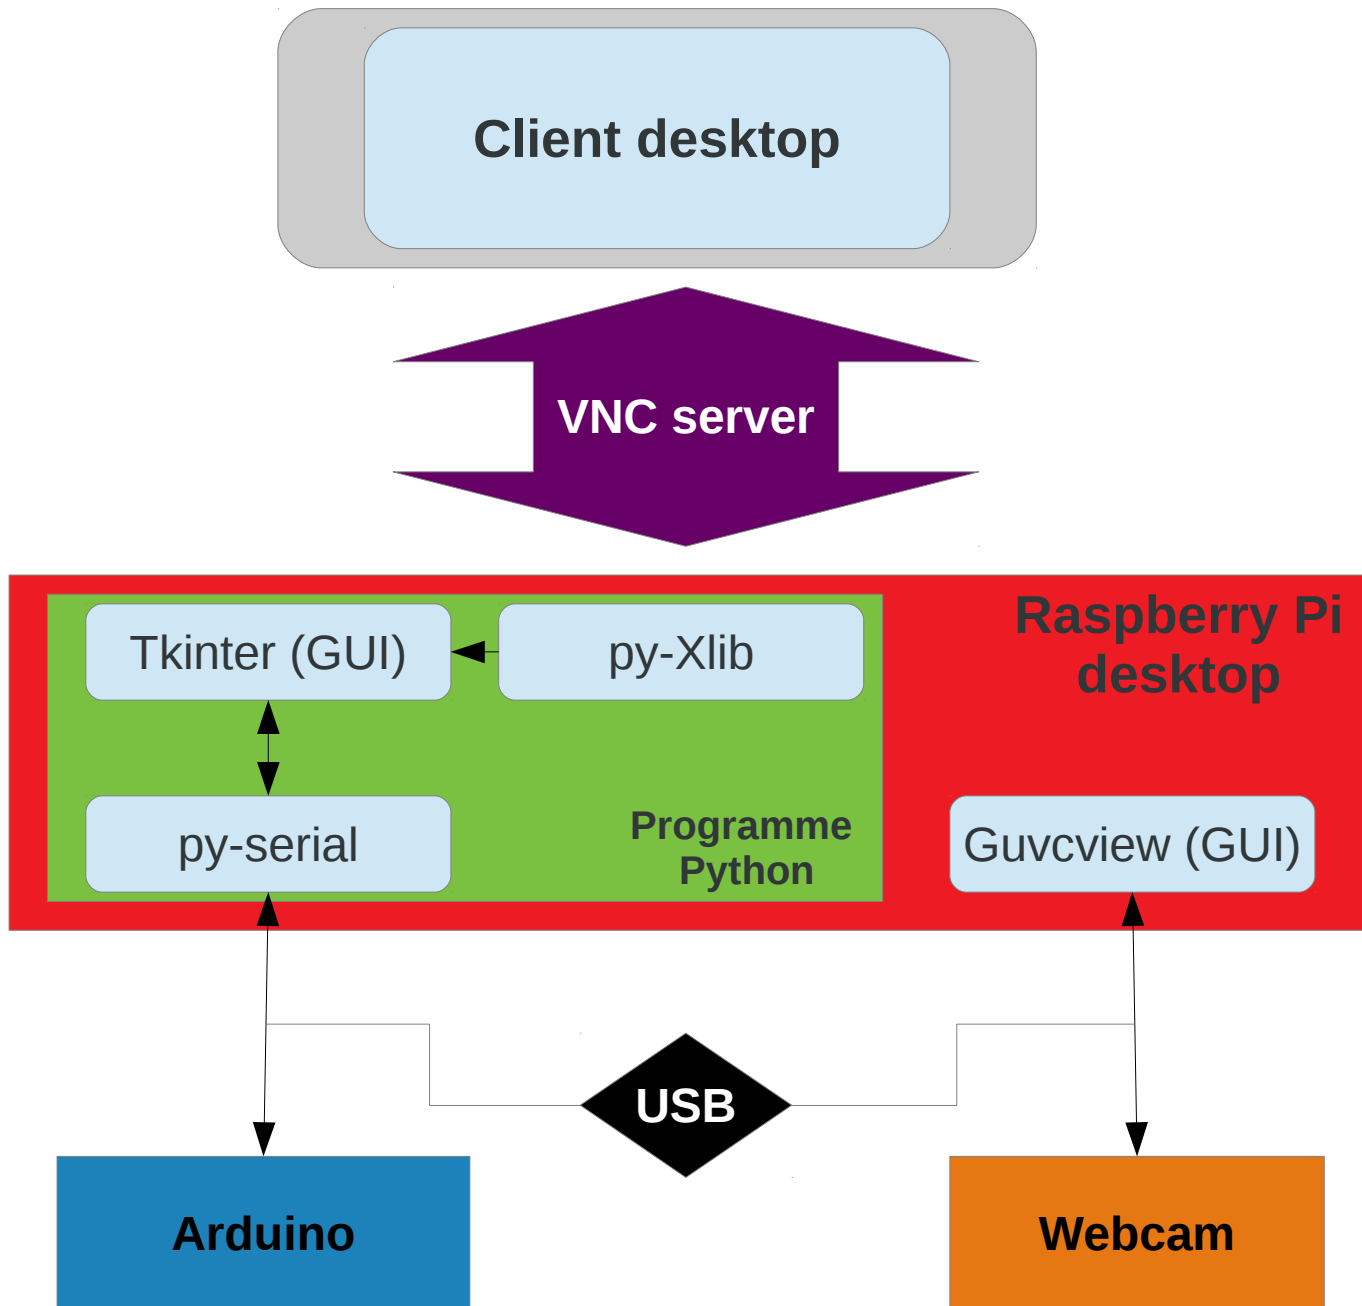 Client desktop
VNC server
Raspberry Pi
desktop
Tkinter (GUI)
py-Xlib
py-serial
Programme
Python
Guvcview (GUI)
USB
Arduino
Webcam